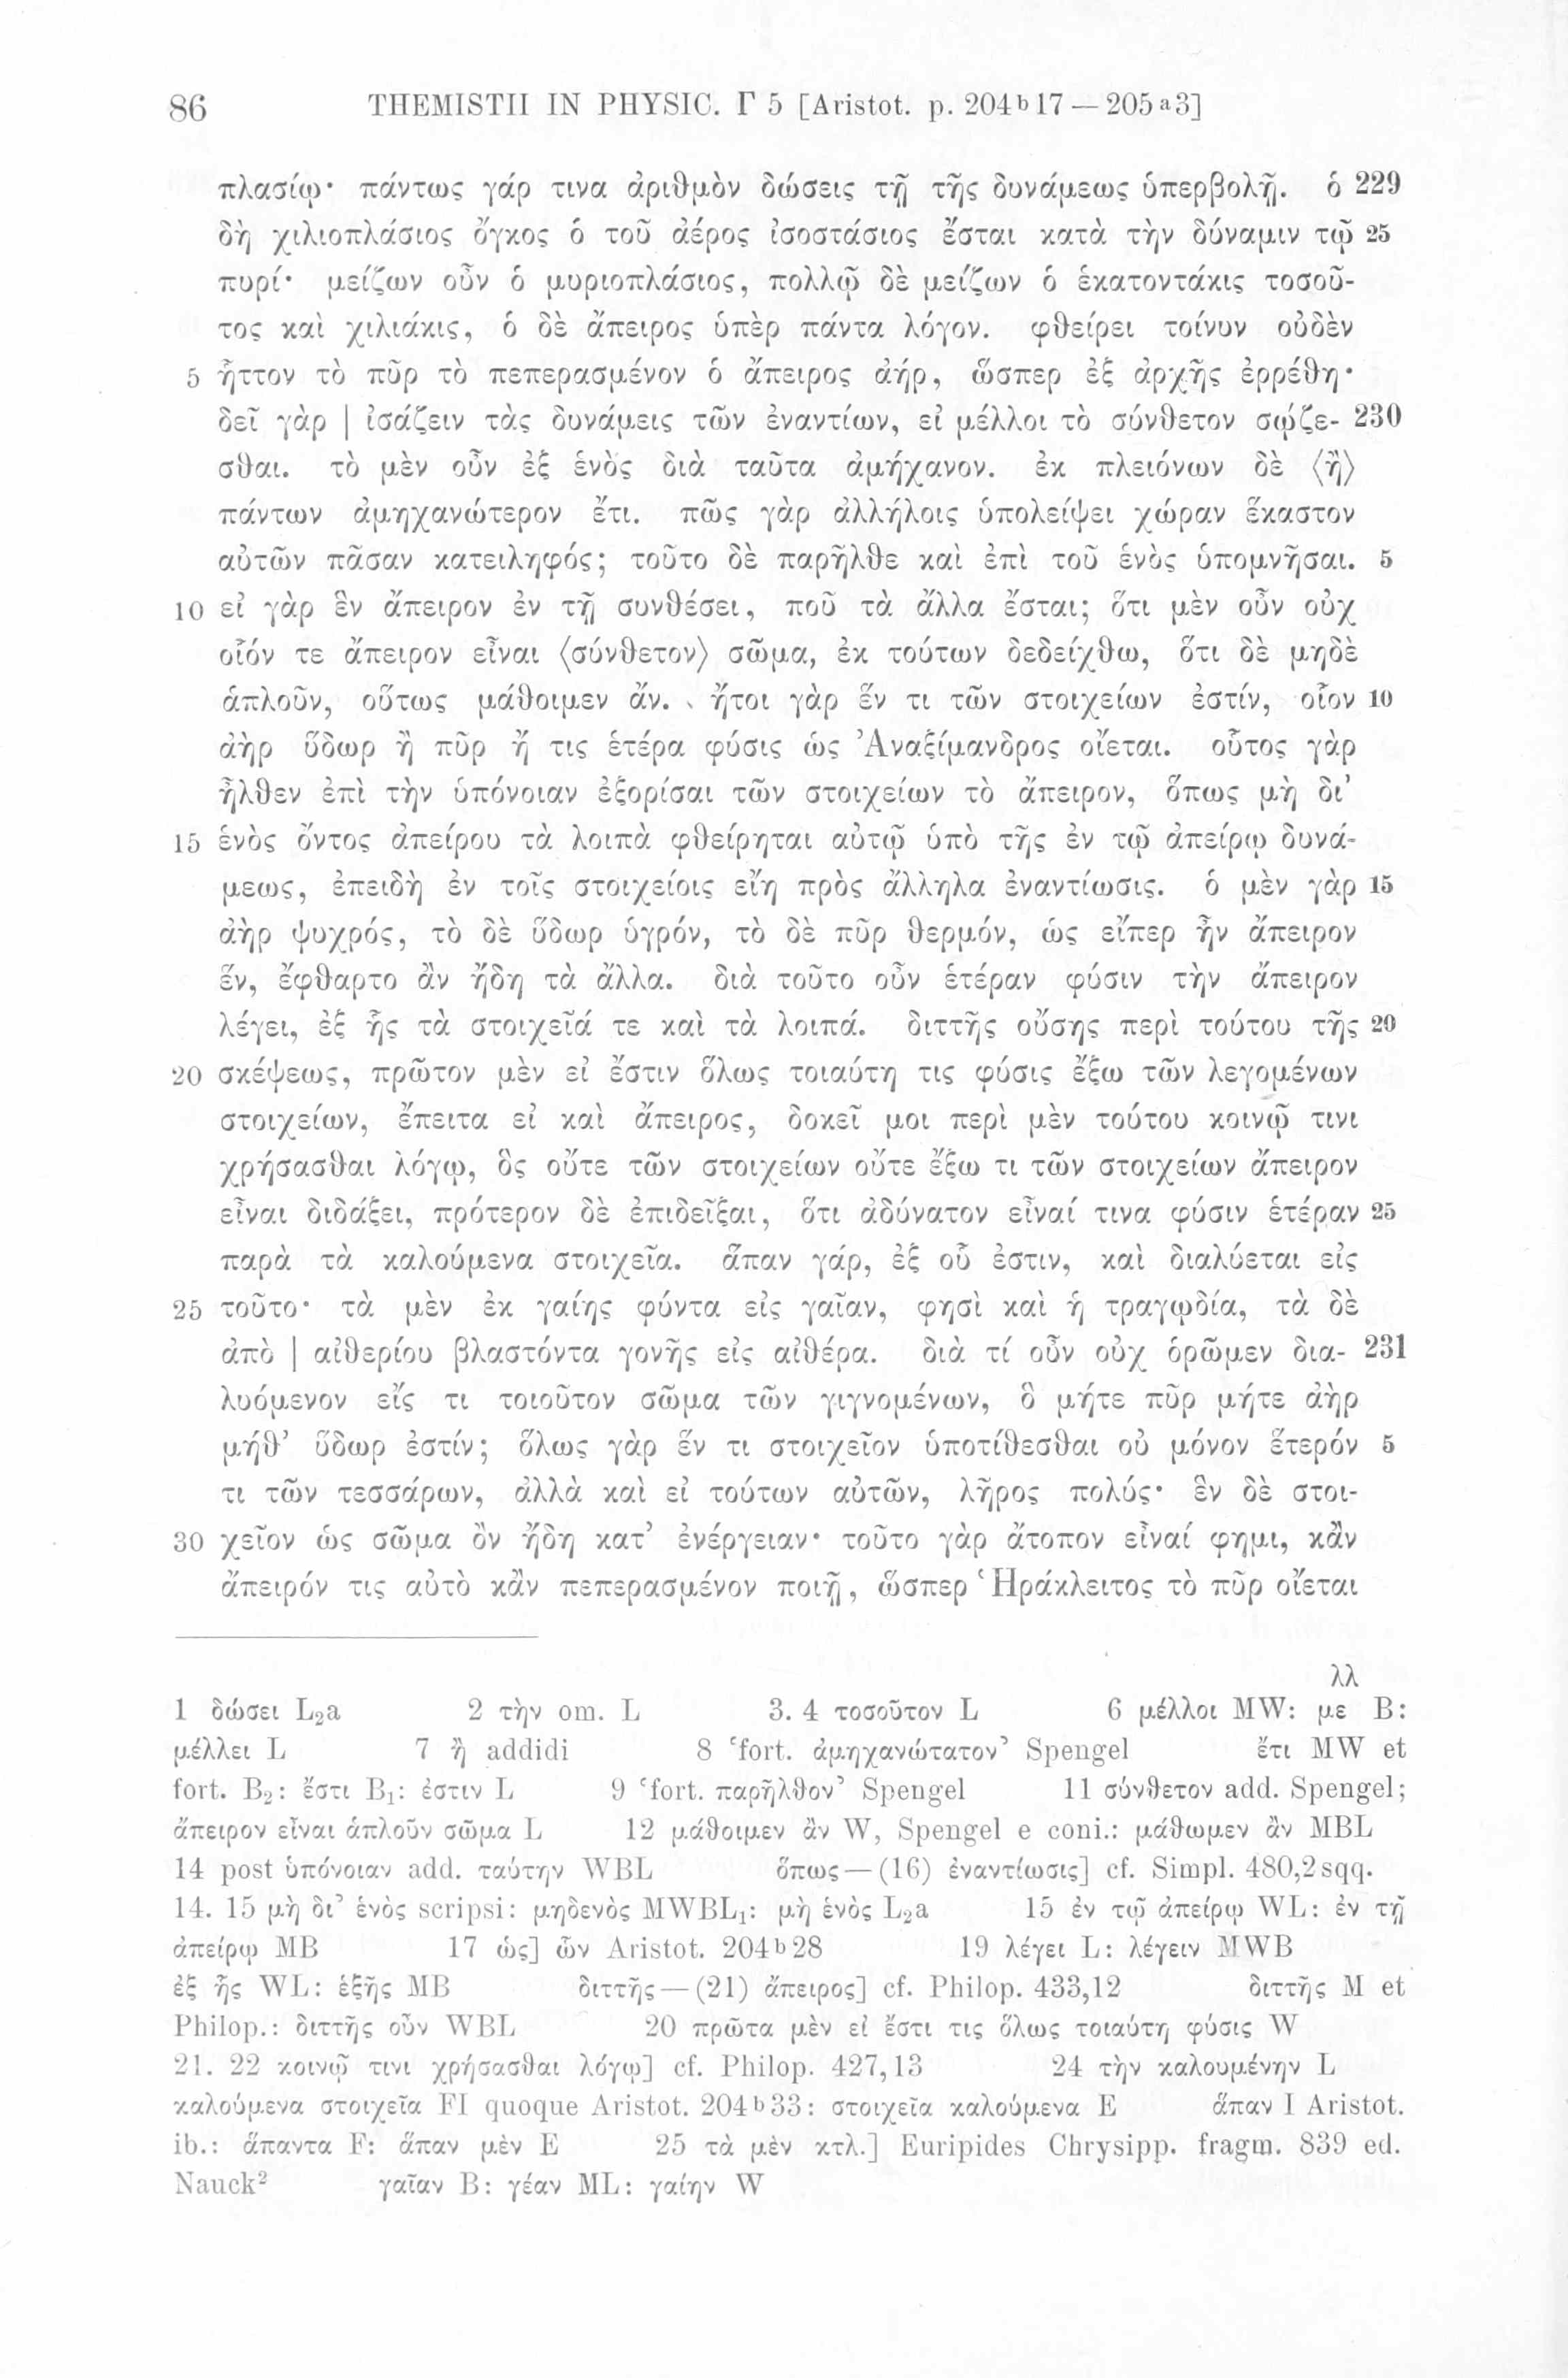 86 THEMISTII IN PHYSIC. Γ 5 [Aristot. p. 204ᵇ17 — 205ᵃ3]
πλασίῳ· πάντως γάρ τινα ἀριθμὸν δώσεις τῇ τῆς δυνάμεως ὑπερβολῇ. ὁ 229
δὴ χιλιοπλάσιος ὄγκος ὁ τοῦ ἀέρος ἰσοστάσιος ἔσται κατὰ τὴν δύναμιν τῷ 25
πυρί· μείζων οὖν ὁ μυριοπλάσιος, πολλῷ δὲ μείζων ὁ ἑκατοντάκις τοσοῦ-
τος καὶ χιλιάκις, ὁ δὲ ἄπειρος ὑπὲρ πάντα λόγον. φθείρει τοίνυν οὐδὲν
5 ἧττον τὸ πῦρ τὸ πεπερασμένον ὁ ἄπειρος ἀήρ, ὥσπερ ἐξ ἀρχῆς ἐρρέθη·
δεῖ γὰρ | ἰσάζειν τὰς δυνάμεις τῶν ἐναντίων, εἰ μέλλοι τὸ σύνθετον σῴζε- 230
σθαι. τὸ μὲν οὖν ἐξ ἑνὸς διὰ ταῦτα ἀμήχανον. ἐκ πλειόνων δὲ ⟨ἢ⟩
πάντων ἀμηχανώτερον ἔτι. πῶς γὰρ ἀλλήλοις ὑπολείψει χώραν ἕκαστον
αὐτῶν πᾶσαν κατειληφός; τοῦτο δὲ παρῆλθε καὶ ἐπὶ τοῦ ἑνὸς ὑπομνῆσαι. 5
10 εἰ γὰρ ἓν ἄπειρον ἐν τῇ συνθέσει, ποῦ τὰ ἄλλα ἔσται; ὅτι μὲν οὖν οὐχ
οἷόν τε ἄπειρον εἶναι ⟨σύνθετον⟩ σῶμα, ἐκ τούτων δεδείχθω, ὅτι δὲ μηδὲ
ἁπλοῦν, οὕτως μάθοιμεν ἄν. ἤτοι γὰρ ἕν τι τῶν στοιχείων ἐστίν, οἷον 10
ἀὴρ ὕδωρ ἢ πῦρ ἤ τις ἑτέρα φύσις ὡς Ἀναξίμανδρος οἴεται. οὗτος γὰρ
ἦλθεν ἐπὶ τὴν ὑπόνοιαν ἐξορίσαι τῶν στοιχείων τὸ ἄπειρον, ὅπως μὴ δι’
15 ἑνὸς ὄντος ἀπείρου τὰ λοιπὰ φθείρηται αὐτῷ ὑπὸ τῆς ἐν τῷ ἀπείρῳ δυνά-
μεως, ἐπειδὴ ἐν τοῖς στοιχείοις εἴη πρὸς ἄλληλα ἐναντίωσις. ὁ μὲν γὰρ 15
ἀὴρ ψυχρός, τὸ δὲ ὕδωρ ὑγρόν, τὸ δὲ πῦρ θερμόν, ὡς εἴπερ ἦν ἄπειρον
ἕν, ἔφθαρτο ἂν ἤδη τὰ ἄλλα. διὰ τοῦτο οὖν ἑτέραν φύσιν τὴν ἄπειρον
λέγει, ἐξ ἧς τὰ στοιχεῖά τε καὶ τὰ λοιπά. διττῆς οὔσης περὶ τούτου τῆς 20
20 σκέψεως, πρῶτον μὲν εἰ ἔστιν ὅλως τοιαύτη τις φύσις ἔξω τῶν λεγομένων
στοιχείων, ἔπειτα εἰ καὶ ἄπειρος, δοκεῖ μοι περὶ μὲν τούτου κοινῷ τινι
χρήσασθαι λόγῳ, ὃς οὔτε τῶν στοιχείων οὔτε ἔξω τι τῶν στοιχείων ἄπειρον
εἶναι διδάξει, πρότερον δὲ ἐπιδεῖξαι, ὅτι ἀδύνατον εἶναί τινα φύσιν ἑτέραν 25
παρὰ τὰ καλούμενα στοιχεῖα. ἅπαν γάρ, ἐξ οὗ ἐστιν, καὶ διαλύεται εἰς
25 τοῦτο· τὰ μὲν ἐκ γαίης φύντα εἰς γαῖαν, φησὶ καὶ ἡ τραγῳδία, τὰ δὲ
ἀπὸ | αἰθερίου βλαστόντα γονῆς εἰς αἰθέρα. διὰ τί οὖν οὐχ ὁρῶμεν δια- 231
λυόμενον εἴς τι τοιοῦτον σῶμα τῶν γιγνομένων, ὃ μήτε πῦρ μήτε ἀὴρ
μήθ’ ὕδωρ ἐστίν; ὅλως γὰρ ἕν τι στοιχεῖον ὑποτίθεσθαι οὐ μόνον ἕτερόν 5
τι τῶν τεσσάρων, ἀλλὰ καὶ εἰ τούτων αὐτῶν, λῆρος πολύς· ἓν δὲ στοι-
30 χεῖον ὡς σῶμα ὂν ἤδη κατ’ ἐνέργειαν· τοῦτο γὰρ ἄτοπον εἶναί φημι, κἂν
ἄπειρόν τις αὐτὸ κἂν πεπερασμένον ποιῇ, ὥσπερ Ἡράκλειτος τὸ πῦρ οἴεται
λλ
1 δώσει L₂a 2 τὴν om. L 3. 4 τοσοῦτον L 6 μέλλοι MW: με B:
μέλλει L 7 ἢ addidi 8 ‘fort. ἀμηχανώτατον’ Spengel ἔτι MW et
fort. B₂: ἔστι B₁: ἐστιν L 9 ‘fort. παρῆλθον’ Spengel 11 σύνθετον add. Spengel;
ἄπειρον εἶναι ἁπλοῦν σῶμα L 12 μάθοιμεν ἂν W, Spengel e coni.: μάθωμεν ἂν MBL
14 post ὑπόνοιαν add. ταύτην WBL ὅπως — (16) ἐναντίωσις] cf. Simpl. 480,2 sqq.
14. 15 μὴ δι’ ἑνὸς scripsi: μηδενὸς MWBL₁: μὴ ἑνὸς L₂a 15 ἐν τῷ ἀπείρῳ WL: ἐν τῇ
ἀπείρῳ MB 17 ὡς] ὧν Aristot. 204ᵇ28 19 λέγει L: λέγειν MWB
ἐξ ἧς WL: ἑξῆς MB διττῆς — (21) ἄπειρος] cf. Philop. 433,12 διττῆς M et
Philop.: διττῆς οὖν WBL 20 πρῶτα μὲν εἰ ἔστι τις ὅλως τοιαύτη φύσις W
21. 22 κοινῷ τινι χρήσασθαι λόγῳ] cf. Philop. 427,13 24 τὴν καλουμένην L
καλούμενα στοιχεῖα FI quoque Aristot. 204ᵇ33: στοιχεῖα καλούμενα E ἅπαν I Aristot.
ib.: ἅπαντα F: ἅπαν μὲν E 25 τὰ μὲν κτλ.] Euripides Chrysipp. fragm. 839 ed.
Nauck² γαῖαν B: γέαν ML: γαίην W